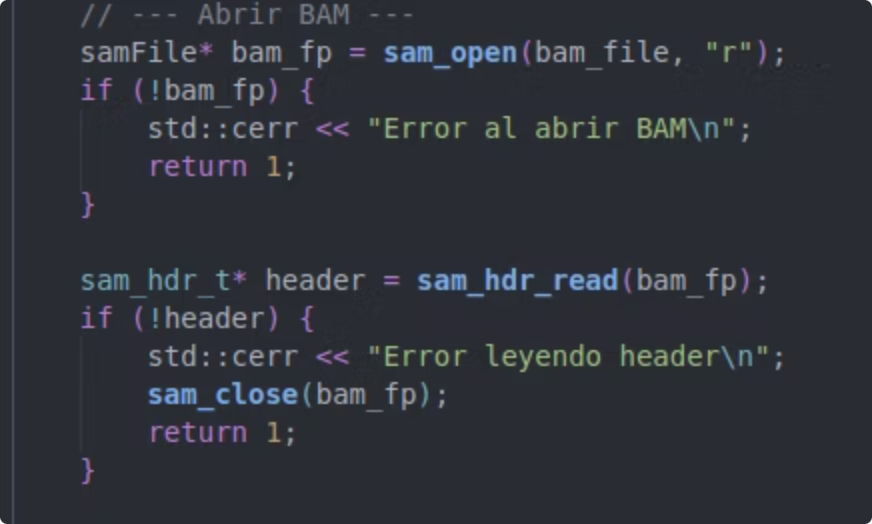 // --- Abrir BAM ---
samFile* bam_fp = sam_open(bam_file, "r");
if (!bam_fp) {
    std::cerr << "Error al abrir BAM\n";
    return 1;
}

sam_hdr_t* header = sam_hdr_read(bam_fp);
if (!header) {
    std::cerr << "Error leyendo header\n";
    sam_close(bam_fp);
    return 1;
}